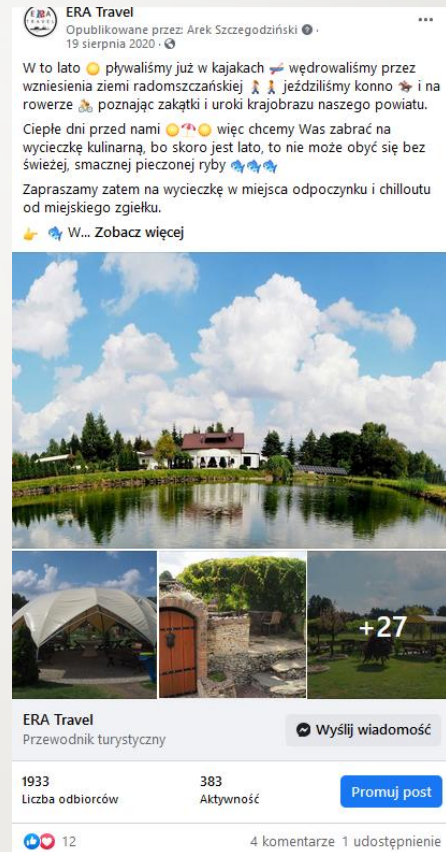 ERA Travel
Opublikowane przez: Arek Szczegodziński
19 sierpnia 2020 ·
W to lato 🌞 pływaliśmy już w kajakach 🛶 wędrowaliśmy przez
wzniesienia ziemi radomszczańskiej 🚶🚶 jeździliśmy konno 🏇 i na
rowerze 🚴 poznając zakątki i uroki krajobrazu naszego powiatu.
Ciepłe dni przed nami 🌞⛱️🌞 więc chcemy Was zabrać na
wycieczkę kulinarną, bo skoro jest lato, to nie może obyć się bez
świeżej, smacznej pieczonej ryby 🐟🐟🐟
Zapraszamy zatem na wycieczkę w miejsca odpoczynku i chilloutu
od miejskiego zgiełku.
👉 🐟 W... Zobacz więcej
+27
ERA Travel
Przewodnik turystyczny
Wyślij wiadomość
1933
Liczba odbiorców
383
Aktywność
Promuj post
12
4 komentarze 1 udostępnienie